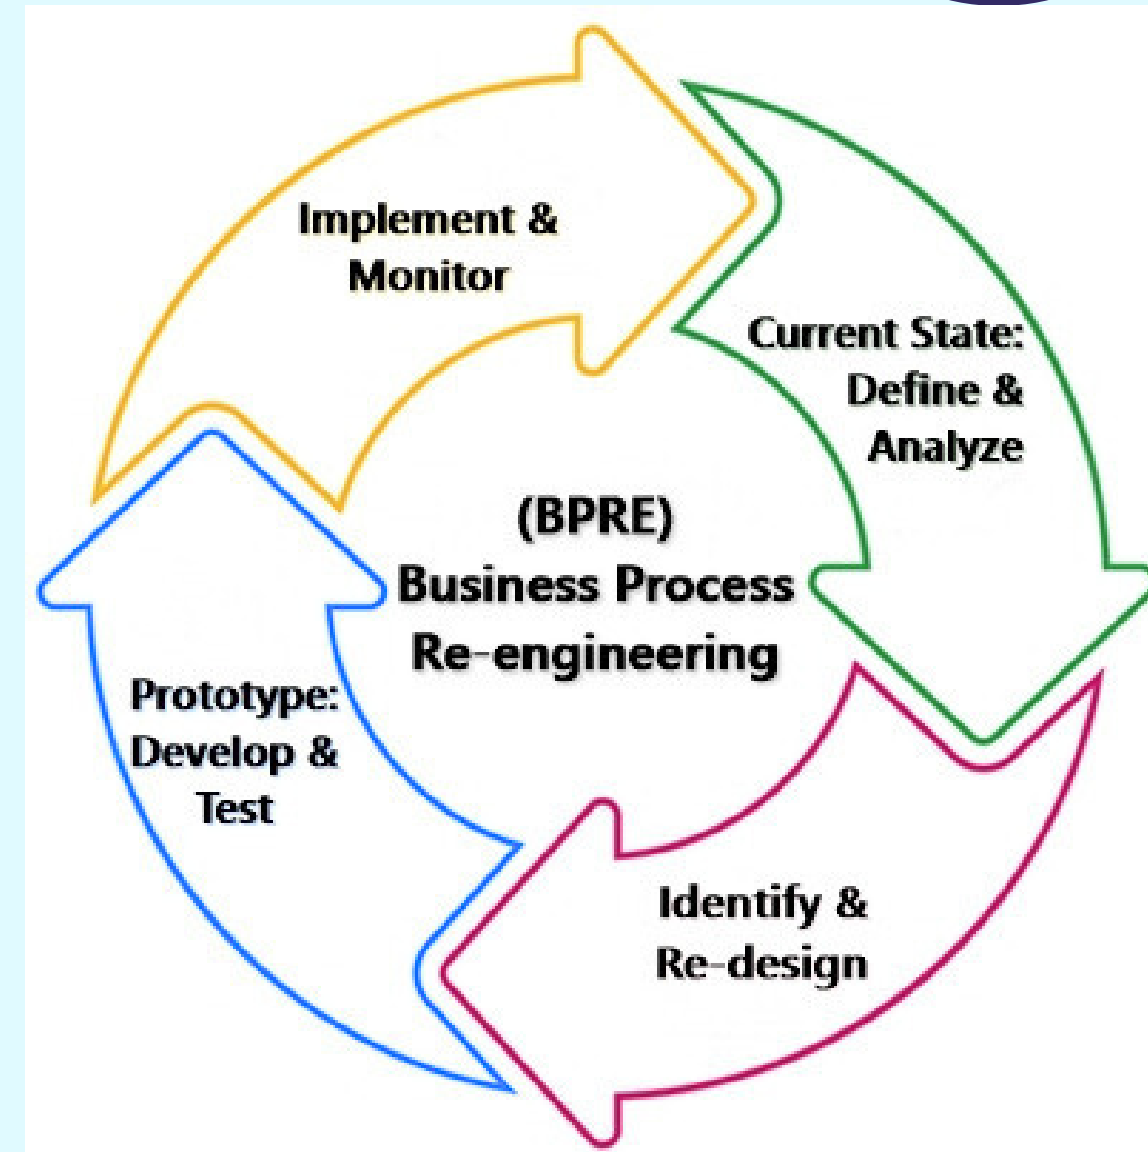 Implement &
Monitor
Current State:
Define &
Analyze
(BPRE)
Business Process
Re-engineering
Prototype:
Develop &
Test
Identify &
Re-design